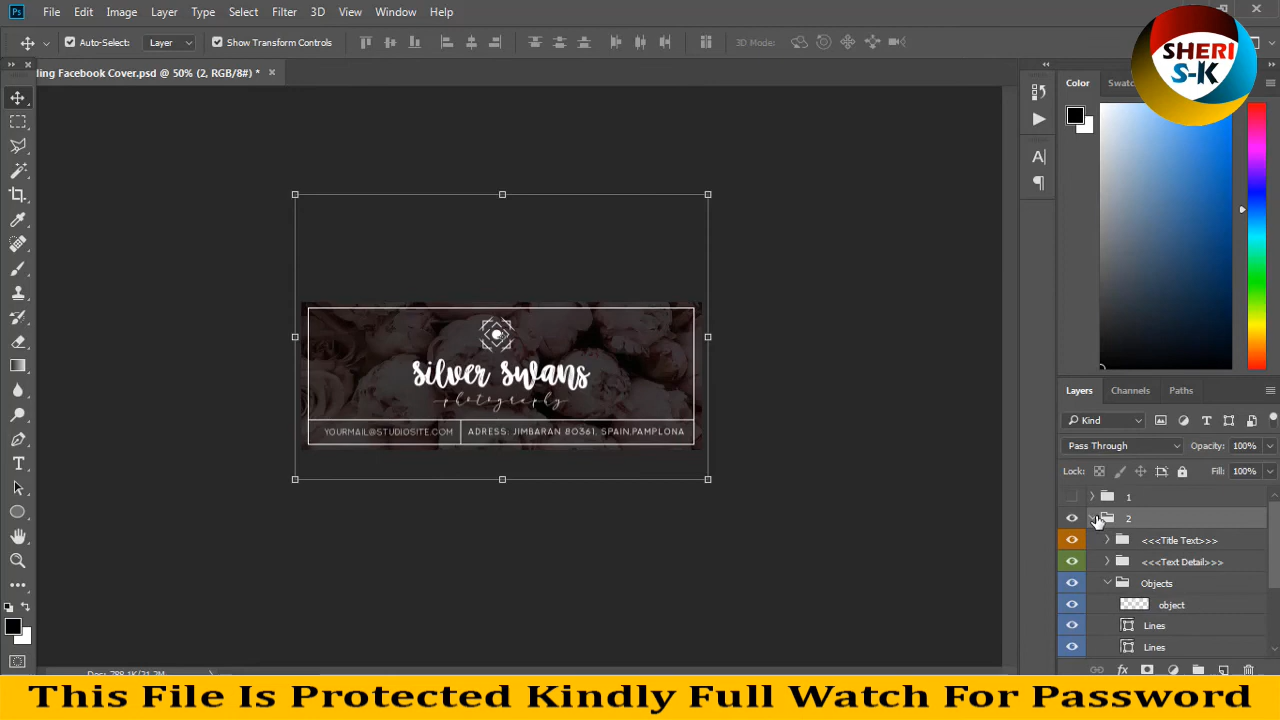 Ps File Edit Image Layer Type Select Filter 3D View Window Help
Auto-Select: Layer Show Transform Controls 3D Mode:
SHERI
S-K
ding Facebook Cover.psd @ 50% (2, RGB/8#) *
Color Swatc
silver swans
photography
YOURMAIL@STUDIOSITE.COM ADRESS: JIMBARAN 80361, SPAIN,PAMPLONA
Layers Channels Paths
Kind
Pass Through Opacity: 100%
Lock: Fill: 100%
1
2
<<<Title Text>>>
<<<Text Detail>>>
Objects
object
Lines
Lines
This File Is Protected Kindly Full Watch For Password